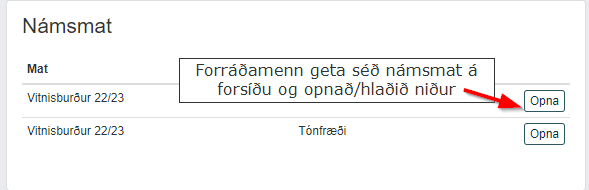 Námsmat
Mat
Forráðamenn geta séð námsmat á
forsíðu og opnað/hlaðið niður
Vitnisburður 22/23
Opna
Vitnisburður 22/23 Tónfræði Opna